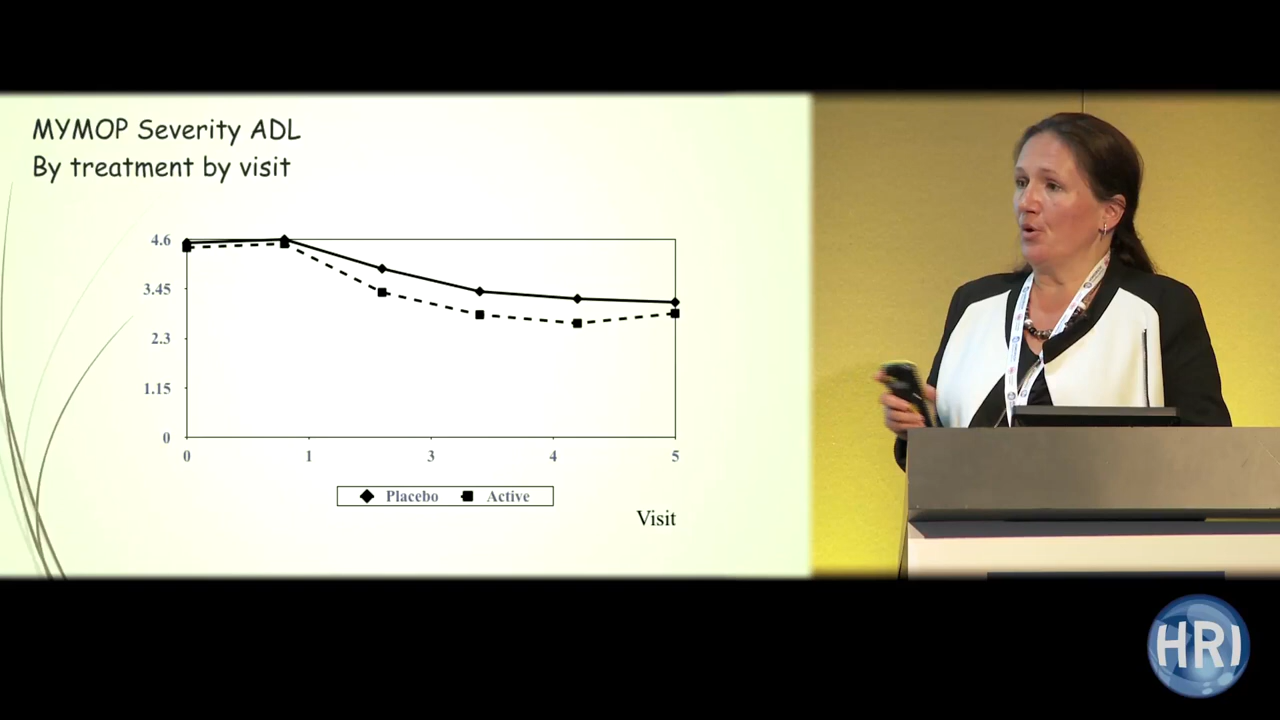 MYMOP Severity ADL
By treatment by visit
4.6
3.45
2.3
1.15
0
0 1 3 4 5
Placebo Active
Visit
HRI